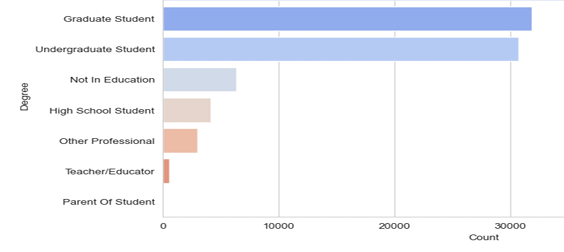 Graduate Student
Undergraduate Student
Not In Education
High School Student
Other Professional
Teacher/Educator
Parent Of Student
Degree
0 10000 20000 30000
Count